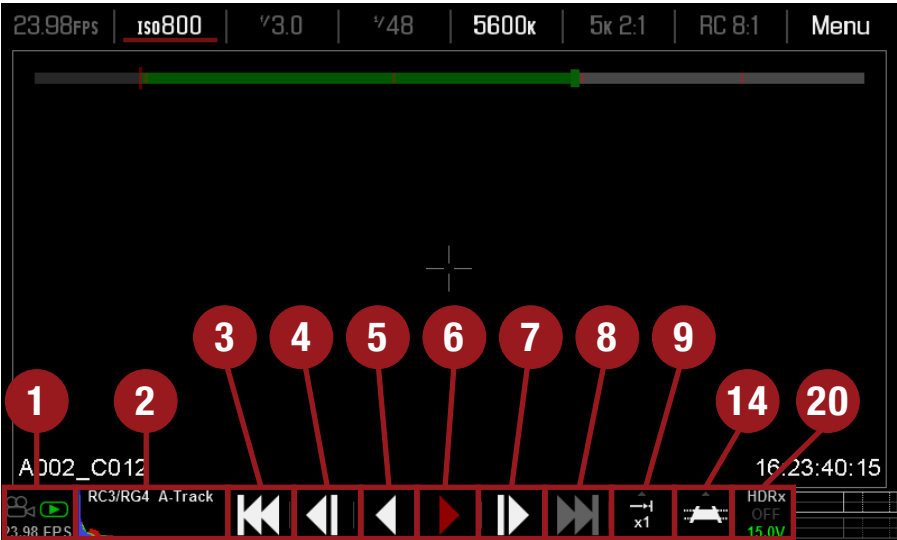 23.98FPS ISO800 1/3.0 1/48 5600K 5K 2:1 RC 8:1 Menu
3 4 5 6 7 8 9
1 2 14 20
A002_C012 16:23:40:15
RC3/RG4 A-Track HDRx
x1 OFF
23.98 FPS 15.0V